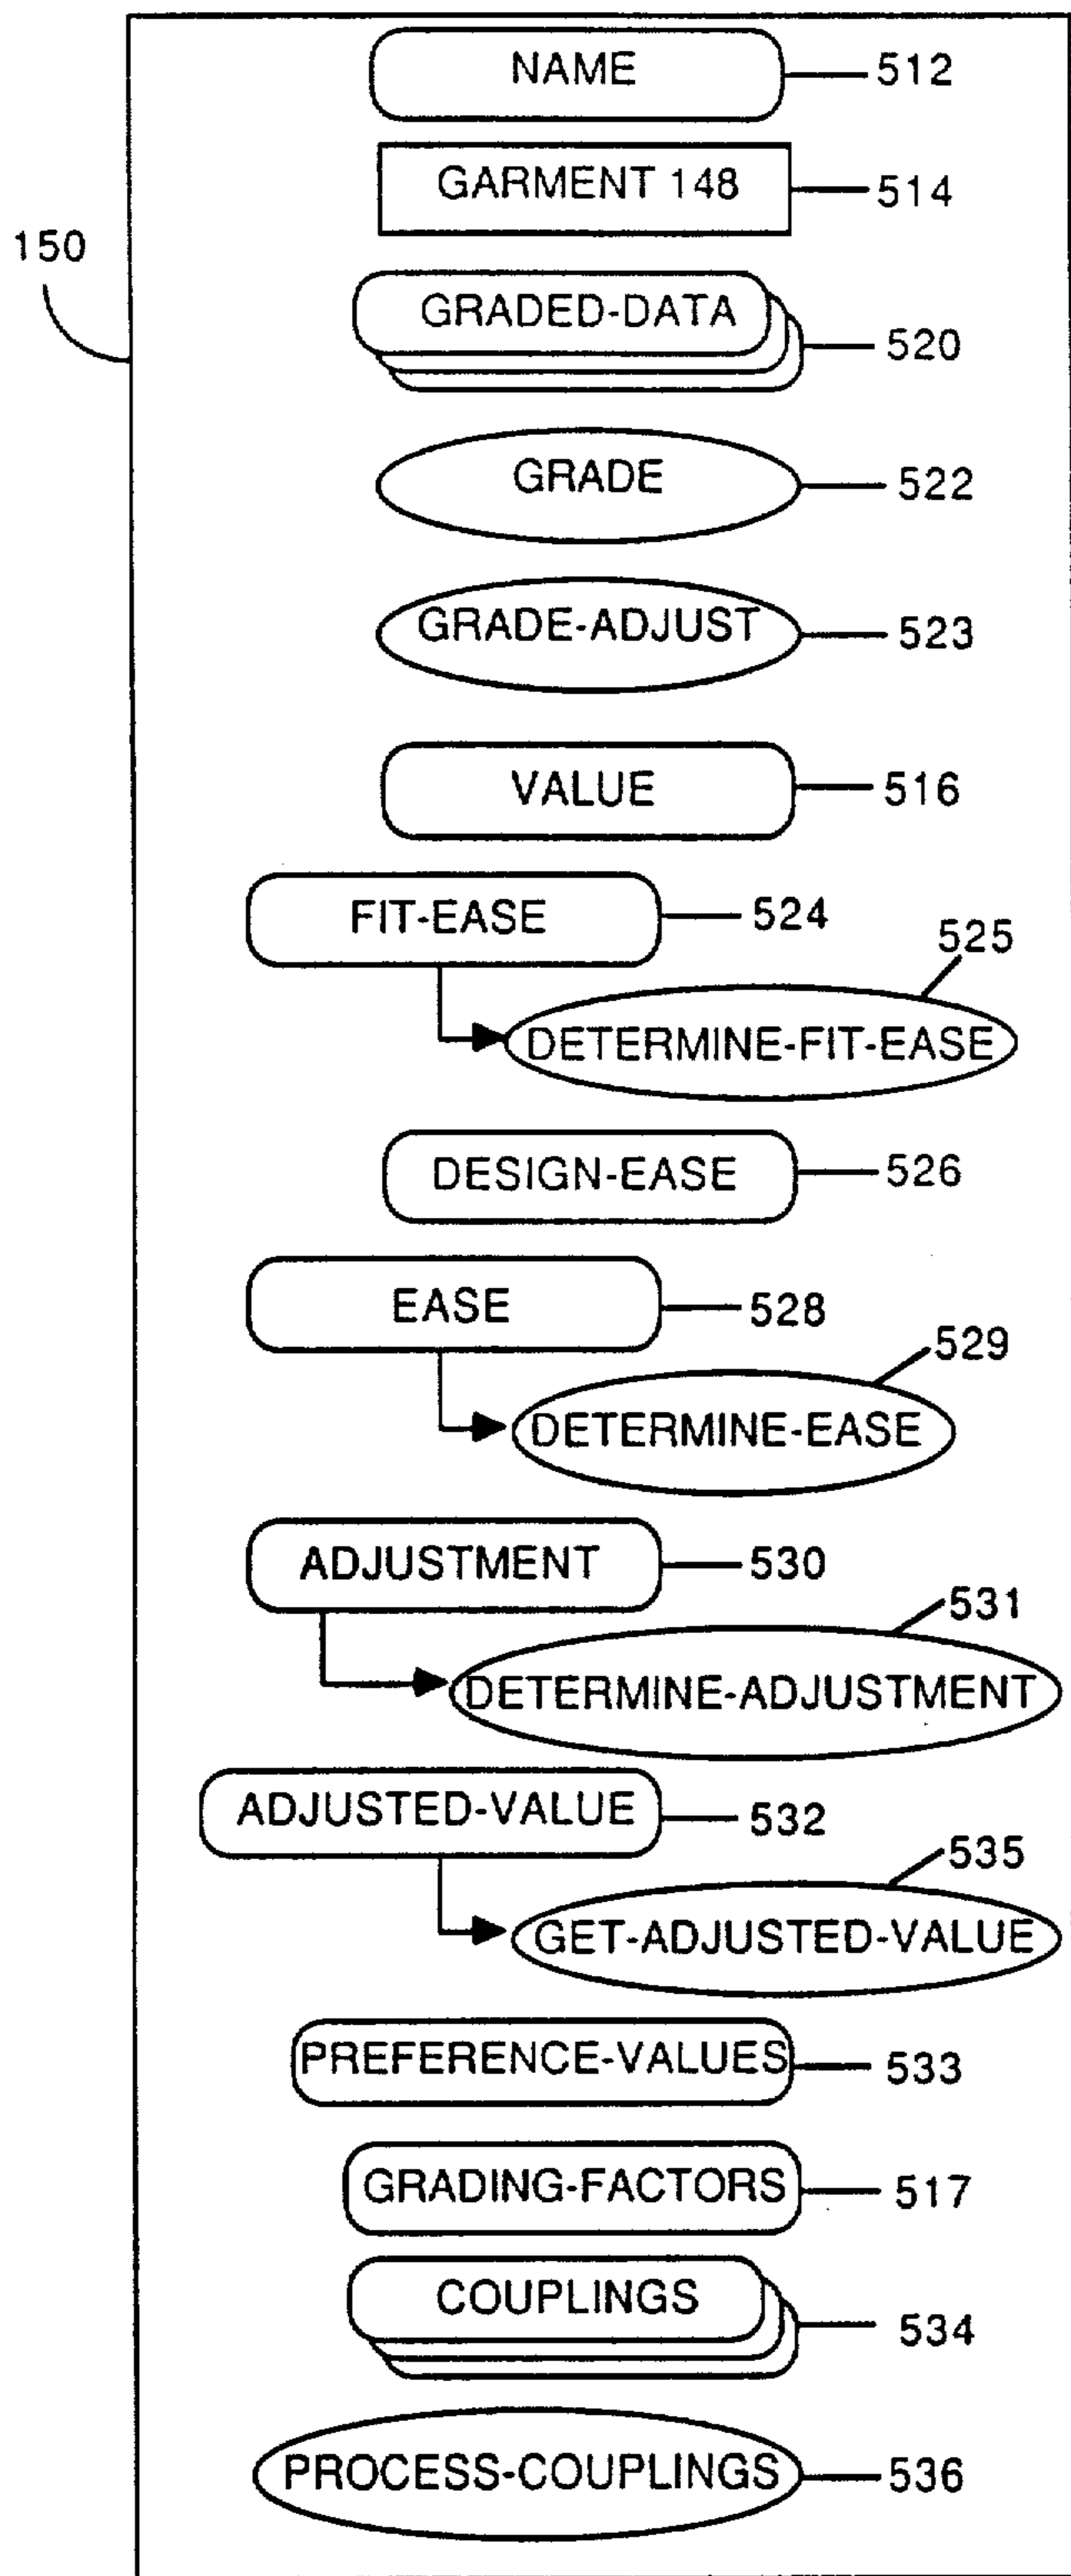 NAME 512
GARMENT 148 514
150
GRADED-DATA 520
GRADE 522
GRADE-ADJUST 523
VALUE 516
FIT-EASE 524
525
DETERMINE-FIT-EASE
DESIGN-EASE 526
EASE 528
529
DETERMINE-EASE
ADJUSTMENT 530
531
DETERMINE-ADJUSTMENT
ADJUSTED-VALUE 532
535
GET-ADJUSTED-VALUE
PREFERENCE-VALUES 533
GRADING-FACTORS 517
COUPLINGS 534
PROCESS-COUPLINGS 536